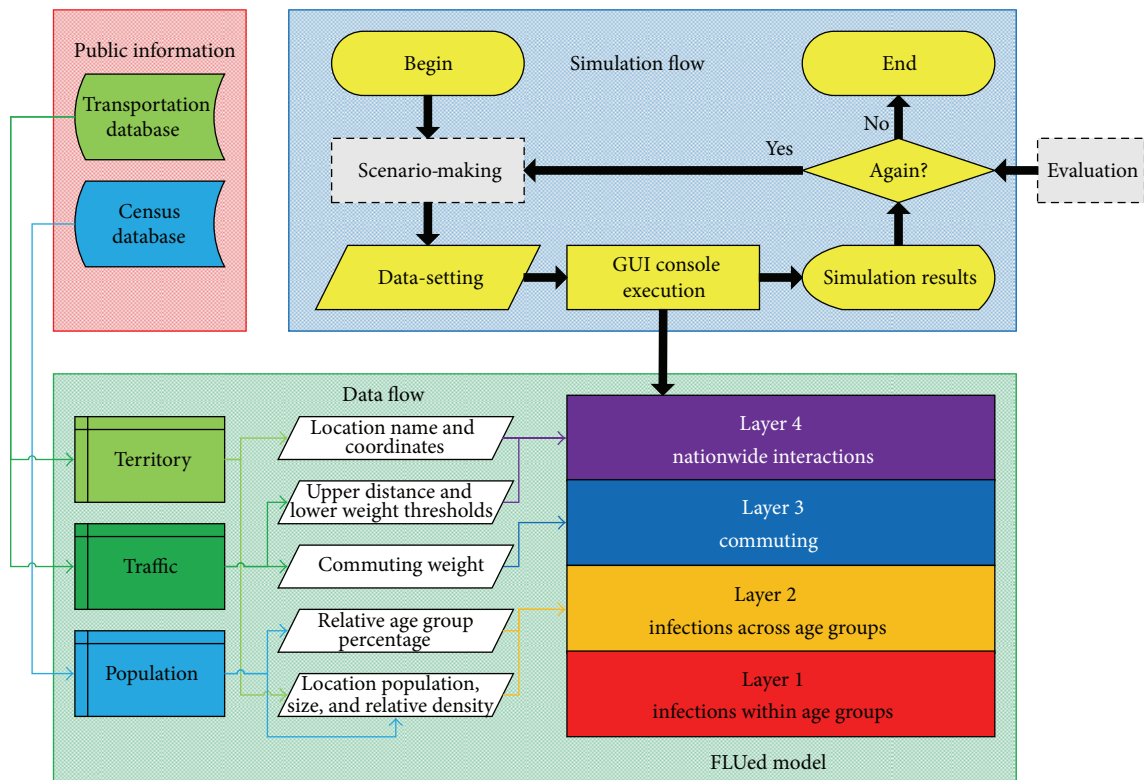 Public information
Transportation
database
Census
database
Begin
Simulation flow
End
No
Yes
Scenario-making
Again?
Evaluation
Data-setting
GUI console
execution
Simulation results
Data flow
Territory
Traffic
Population
Location name and
coordinates
Upper distance and
lower weight thresholds
Commuting weight
Relative age group
percentage
Location population,
size, and relative density
Layer 4
nationwide interactions
Layer 3
commuting
Layer 2
infections across age groups
Layer 1
infections within age groups
FLUed model